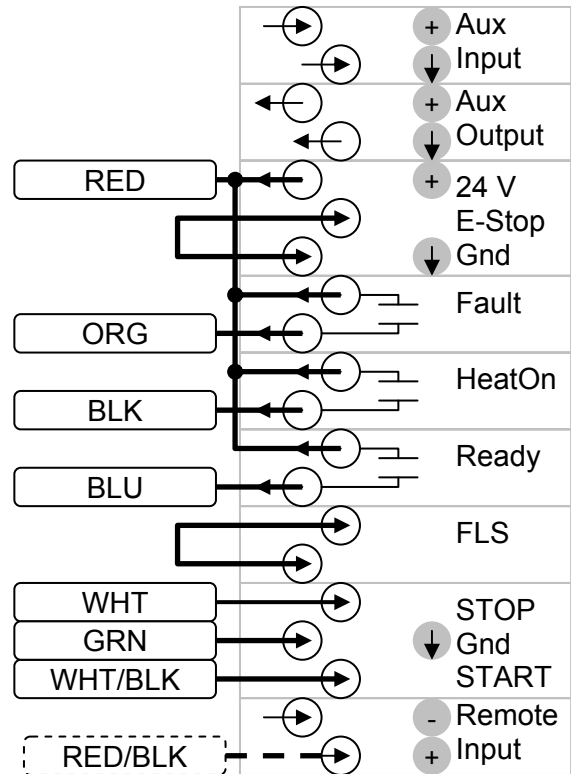 + Aux
Input
+ Aux
Output
RED
+ 24 V
E-Stop
Gnd
Fault
ORG
HeatOn
BLK
Ready
BLU
FLS
WHT
STOP
GRN
Gnd
WHT/BLK
START
- Remote
RED/BLK
+ Input